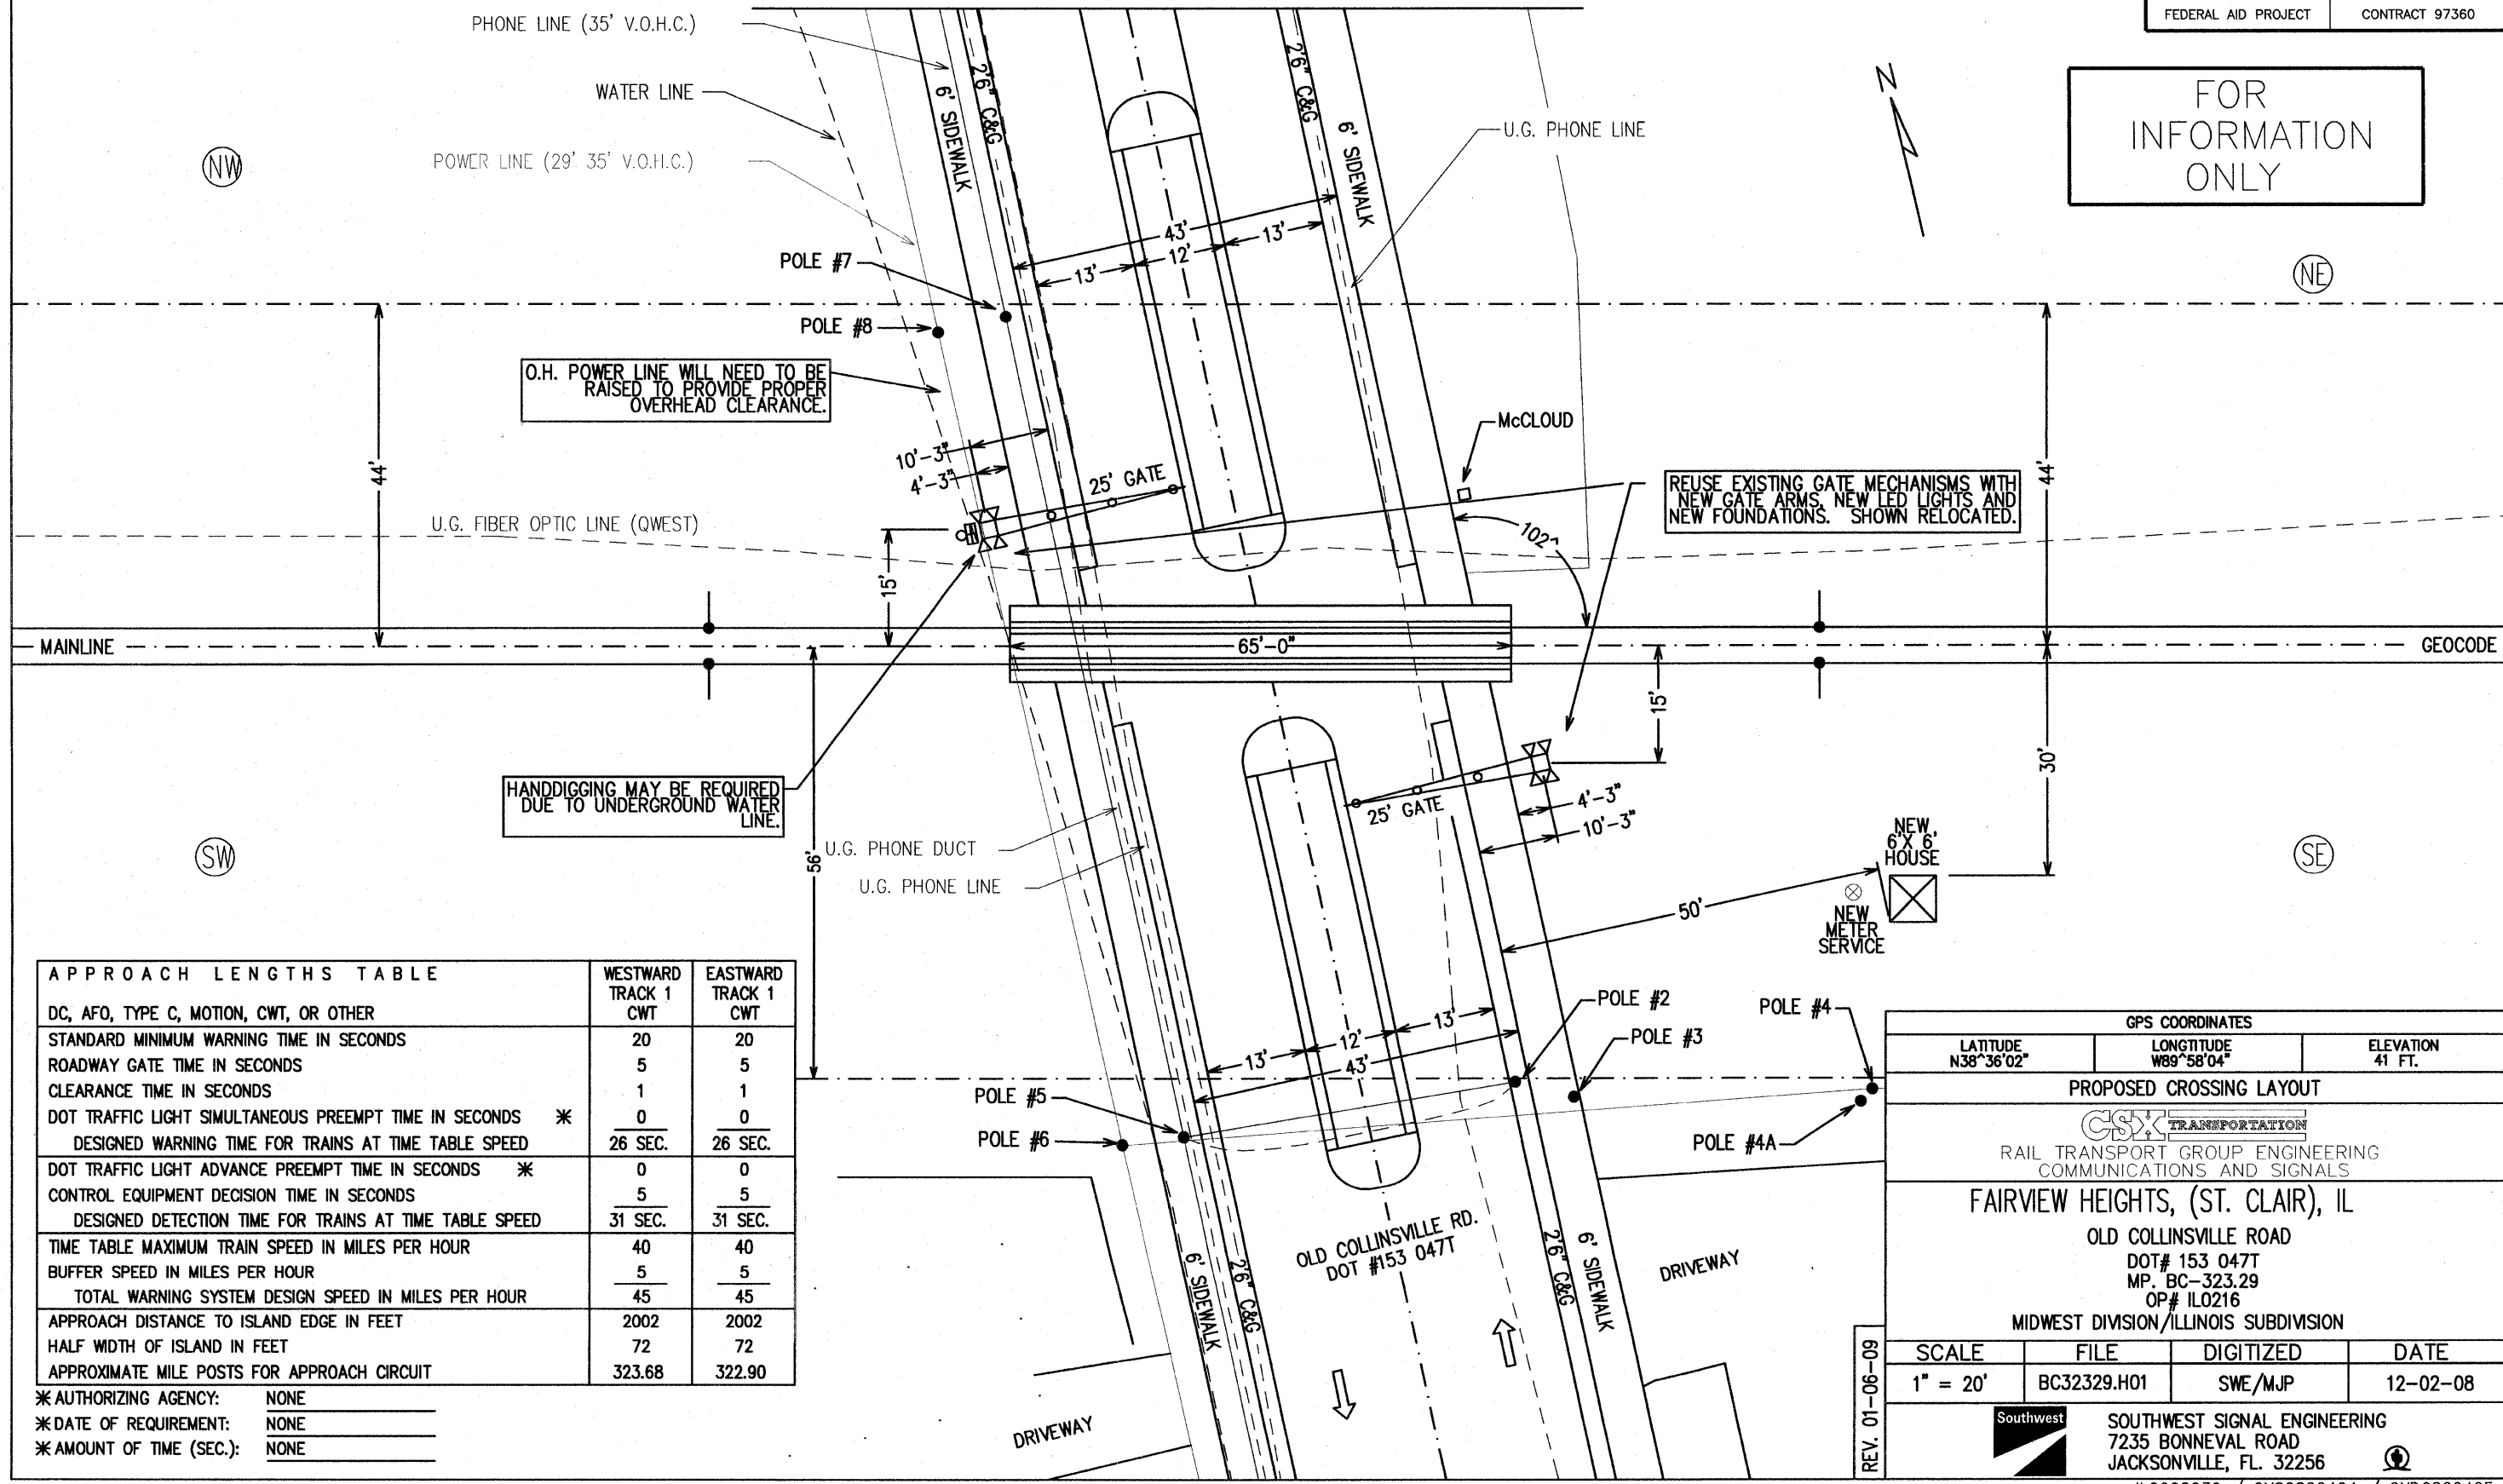 FEDERAL AID PROJECT CONTRACT 97360
FOR
INFORMATION
ONLY
PHONE LINE (35' V.O.H.C.)
WATER LINE
POWER LINE (29' 35' V.O.H.C.)
6' SIDEWALK
2'6" C&G
2'6" C&G
6' SIDEWALK
U.G. PHONE LINE
N
NW
NE
43'
13'
12'
13'
POLE #7
POLE #8
O.H. POWER LINE WILL NEED TO BE
RAISED TO PROVIDE PROPER
OVERHEAD CLEARANCE.
McCLOUD
44'
10'-3"
4'-3"
25' GATE
44'
REUSE EXISTING GATE MECHANISMS WITH
NEW GATE ARMS, NEW LED LIGHTS AND
NEW FOUNDATIONS. SHOWN RELOCATED.
U.G. FIBER OPTIC LINE (QWEST)
102^
15'
MAINLINE
65'-0"
GEOCODE
15'
30'
HANDDIGGING MAY BE REQUIRED
DUE TO UNDERGROUND WATER
LINE.
25' GATE
4'-3"
10'-3"
56'
U.G. PHONE DUCT
U.G. PHONE LINE
SW
SE
NEW
6'X 6'
HOUSE
NEW
METER
SERVICE
50'
POLE #2
POLE #3
POLE #4
POLE #4A
13'
12'
13'
43'
POLE #5
POLE #6
OLD COLLINSVILLE RD.
DOT #153 047T
6' SIDEWALK
2'6" C&G
2'6" C&G
6' SIDEWALK
DRIVEWAY
DRIVEWAY
APPROACH LENGTHS TABLE WESTWARD EASTWARD
TRACK 1 TRACK 1
DC, AFO, TYPE C, MOTION, CWT, OR OTHER CWT CWT
STANDARD MINIMUM WARNING TIME IN SECONDS 20 20
ROADWAY GATE TIME IN SECONDS 5 5
CLEARANCE TIME IN SECONDS 1 1
DOT TRAFFIC LIGHT SIMULTANEOUS PREEMPT TIME IN SECONDS * 0 0
DESIGNED WARNING TIME FOR TRAINS AT TIME TABLE SPEED 26 SEC. 26 SEC.
DOT TRAFFIC LIGHT ADVANCE PREEMPT TIME IN SECONDS * 0 0
CONTROL EQUIPMENT DECISION TIME IN SECONDS 5 5
DESIGNED DETECTION TIME FOR TRAINS AT TIME TABLE SPEED 31 SEC. 31 SEC.
TIME TABLE MAXIMUM TRAIN SPEED IN MILES PER HOUR 40 40
BUFFER SPEED IN MILES PER HOUR 5 5
TOTAL WARNING SYSTEM DESIGN SPEED IN MILES PER HOUR 45 45
APPROACH DISTANCE TO ISLAND EDGE IN FEET 2002 2002
HALF WIDTH OF ISLAND IN FEET 72 72
APPROXIMATE MILE POSTS FOR APPROACH CIRCUIT 323.68 322.90
* AUTHORIZING AGENCY: NONE
* DATE OF REQUIREMENT: NONE
* AMOUNT OF TIME (SEC.): NONE
REV. 01-06-09
GPS COORDINATES
LATITUDE LONGTITUDE ELEVATION
N38^36'02" W89^58'04" 41 FT.
PROPOSED CROSSING LAYOUT
CSX TRANSPORTATION
RAIL TRANSPORT GROUP ENGINEERING
COMMUNICATIONS AND SIGNALS
FAIRVIEW HEIGHTS, (ST. CLAIR), IL
OLD COLLINSVILLE ROAD
DOT# 153 047T
MP. BC-323.29
OP# IL0216
MIDWEST DIVISION/ILLINOIS SUBDIVISION
SCALE FILE DIGITIZED DATE
1" = 20' BC32329.H01 SWE/MJP 12-02-08
Southwest
SOUTHWEST SIGNAL ENGINEERING
7235 BONNEVAL ROAD
JACKSONVILLE, FL. 32256